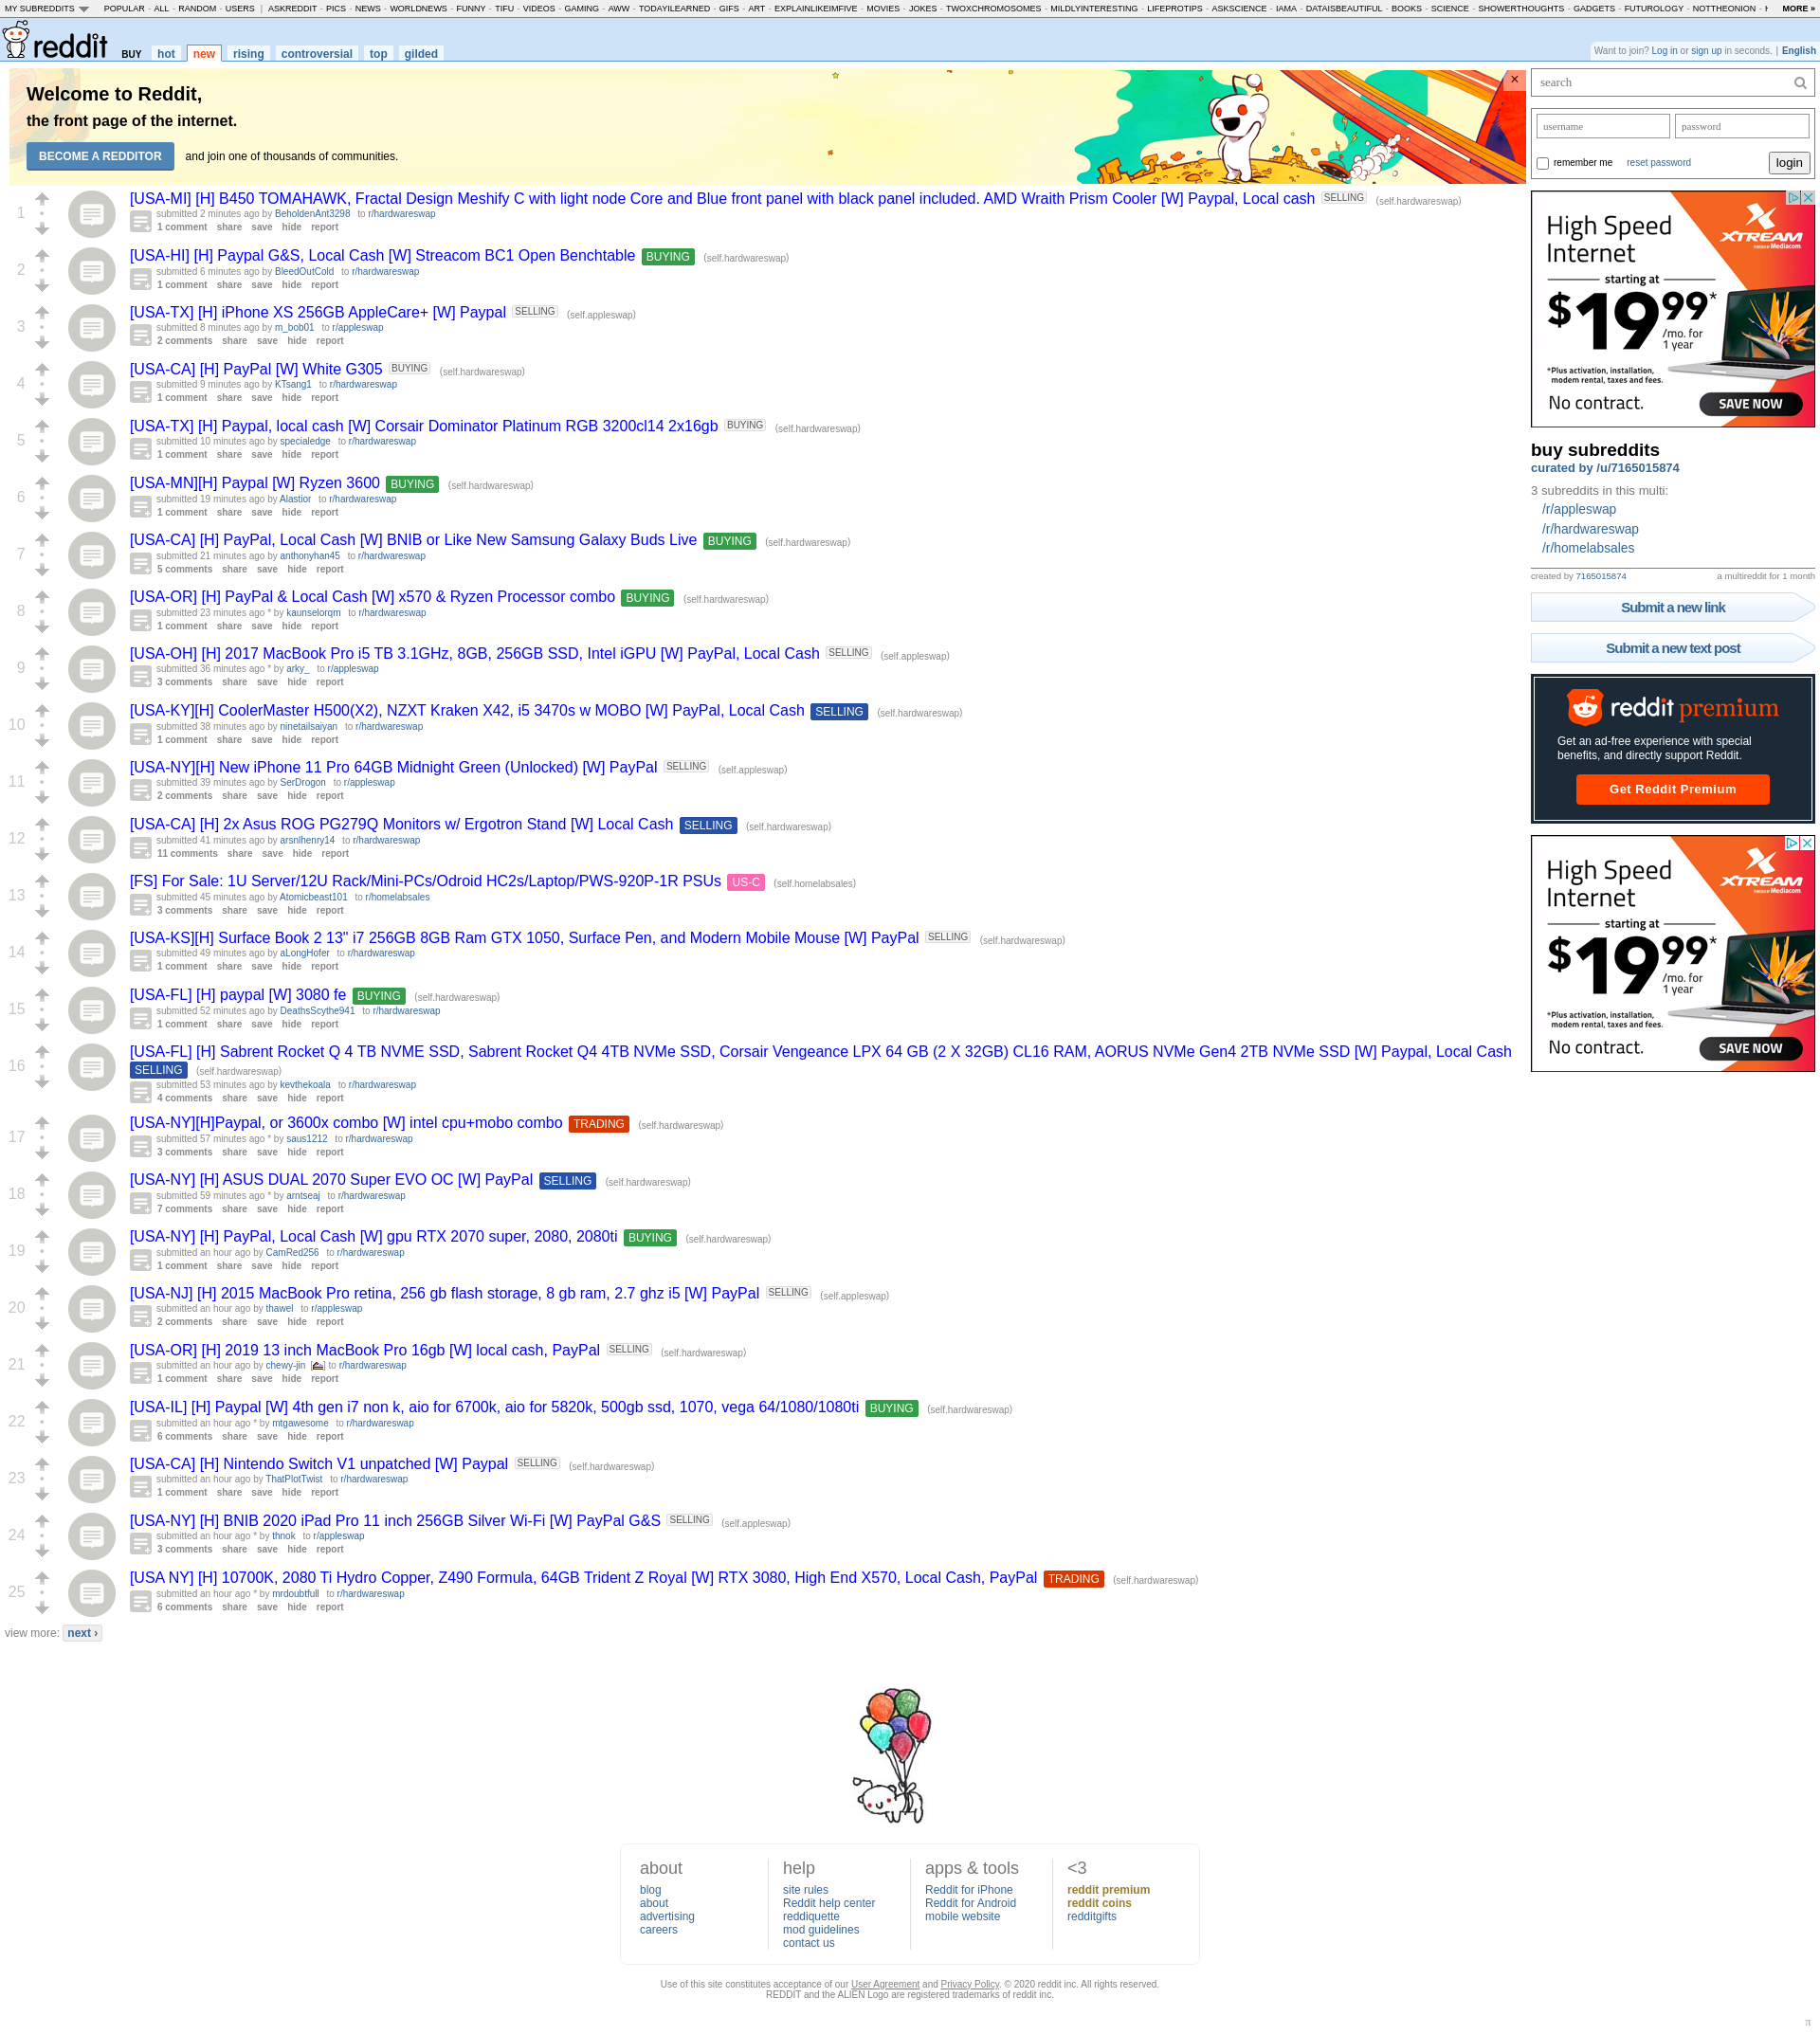 MY SUBREDDITS POPULAR - ALL - RANDOM - USERS | ASKREDDIT - PICS - NEWS - WORLDNEWS - FUNNY - TIFU - VIDEOS - GAMING - AWW - TODAYILEARNED - GIFS - ART - EXPLAINLIKEIMFIVE - MOVIES - JOKES - TWOXCHROMOSOMES - MILDLYINTERESTING - LIFEPROTIPS - ASKSCIENCE - IAMA - DATAISBEAUTIFUL - BOOKS - SCIENCE - SHOWERTHOUGHTS - GADGETS - FUTUROLOGY - NOTTHEONION - MORE »
reddit BUY hot new rising controversial top gilded
Want to join? Log in or sign up in seconds. | English
Welcome to Reddit,
the front page of the internet.
BECOME A REDDITOR and join one of thousands of communities.
×
1
[USA-MI] [H] B450 TOMAHAWK, Fractal Design Meshify C with light node Core and Blue front panel with black panel included. AMD Wraith Prism Cooler [W] Paypal, Local cash SELLING (self.hardwareswap)
submitted 2 minutes ago by BeholdenAnt3298 to r/hardwareswap
1 comment share save hide report
2
[USA-HI] [H] Paypal G&S, Local Cash [W] Streacom BC1 Open Benchtable BUYING (self.hardwareswap)
submitted 6 minutes ago by BleedOutCold to r/hardwareswap
1 comment share save hide report
3
[USA-TX] [H] iPhone XS 256GB AppleCare+ [W] Paypal SELLING (self.appleswap)
submitted 8 minutes ago by m_bob01 to r/appleswap
2 comments share save hide report
4
[USA-CA] [H] PayPal [W] White G305 BUYING (self.hardwareswap)
submitted 9 minutes ago by KTsang1 to r/hardwareswap
1 comment share save hide report
5
[USA-TX] [H] Paypal, local cash [W] Corsair Dominator Platinum RGB 3200cl14 2x16gb BUYING (self.hardwareswap)
submitted 10 minutes ago by specialedge to r/hardwareswap
1 comment share save hide report
6
[USA-MN][H] Paypal [W] Ryzen 3600 BUYING (self.hardwareswap)
submitted 19 minutes ago by Alastior to r/hardwareswap
1 comment share save hide report
7
[USA-CA] [H] PayPal, Local Cash [W] BNIB or Like New Samsung Galaxy Buds Live BUYING (self.hardwareswap)
submitted 21 minutes ago by anthonyhan45 to r/hardwareswap
5 comments share save hide report
8
[USA-OR] [H] PayPal & Local Cash [W] x570 & Ryzen Processor combo BUYING (self.hardwareswap)
submitted 23 minutes ago * by kaunselorqm to r/hardwareswap
1 comment share save hide report
9
[USA-OH] [H] 2017 MacBook Pro i5 TB 3.1GHz, 8GB, 256GB SSD, Intel iGPU [W] PayPal, Local Cash SELLING (self.appleswap)
submitted 36 minutes ago * by arky_ to r/appleswap
3 comments share save hide report
10
[USA-KY][H] CoolerMaster H500(X2), NZXT Kraken X42, i5 3470s w MOBO [W] PayPal, Local Cash SELLING (self.hardwareswap)
submitted 38 minutes ago by ninetailsaiyan to r/hardwareswap
1 comment share save hide report
11
[USA-NY][H] New iPhone 11 Pro 64GB Midnight Green (Unlocked) [W] PayPal SELLING (self.appleswap)
submitted 39 minutes ago by SerDrogon to r/appleswap
2 comments share save hide report
12
[USA-CA] [H] 2x Asus ROG PG279Q Monitors w/ Ergotron Stand [W] Local Cash SELLING (self.hardwareswap)
submitted 41 minutes ago by arsnlhenry14 to r/hardwareswap
11 comments share save hide report
13
[FS] For Sale: 1U Server/12U Rack/Mini-PCs/Odroid HC2s/Laptop/PWS-920P-1R PSUs US-C (self.homelabsales)
submitted 45 minutes ago by Atomicbeast101 to r/homelabsales
3 comments share save hide report
14
[USA-KS][H] Surface Book 2 13" i7 256GB 8GB Ram GTX 1050, Surface Pen, and Modern Mobile Mouse [W] PayPal SELLING (self.hardwareswap)
submitted 49 minutes ago by aLongHofer to r/hardwareswap
1 comment share save hide report
15
[USA-FL] [H] paypal [W] 3080 fe BUYING (self.hardwareswap)
submitted 52 minutes ago by DeathsScythe941 to r/hardwareswap
1 comment share save hide report
16
[USA-FL] [H] Sabrent Rocket Q 4 TB NVME SSD, Sabrent Rocket Q4 4TB NVMe SSD, Corsair Vengeance LPX 64 GB (2 X 32GB) CL16 RAM, AORUS NVMe Gen4 2TB NVMe SSD [W] Paypal, Local Cash
SELLING (self.hardwareswap)
submitted 53 minutes ago by kevthekoala to r/hardwareswap
4 comments share save hide report
17
[USA-NY][H]Paypal, or 3600x combo [W] intel cpu+mobo combo TRADING (self.hardwareswap)
submitted 57 minutes ago * by saus1212 to r/hardwareswap
3 comments share save hide report
18
[USA-NY] [H] ASUS DUAL 2070 Super EVO OC [W] PayPal SELLING (self.hardwareswap)
submitted 59 minutes ago * by arntseaj to r/hardwareswap
7 comments share save hide report
19
[USA-NY] [H] PayPal, Local Cash [W] gpu RTX 2070 super, 2080, 2080ti BUYING (self.hardwareswap)
submitted an hour ago by CamRed256 to r/hardwareswap
1 comment share save hide report
20
[USA-NJ] [H] 2015 MacBook Pro retina, 256 gb flash storage, 8 gb ram, 2.7 ghz i5 [W] PayPal SELLING (self.appleswap)
submitted an hour ago by thawel to r/appleswap
2 comments share save hide report
21
[USA-OR] [H] 2019 13 inch MacBook Pro 16gb [W] local cash, PayPal SELLING (self.hardwareswap)
submitted an hour ago by chewy-jin [] to r/hardwareswap
1 comment share save hide report
22
[USA-IL] [H] Paypal [W] 4th gen i7 non k, aio for 6700k, aio for 5820k, 500gb ssd, 1070, vega 64/1080/1080ti BUYING (self.hardwareswap)
submitted an hour ago * by mtgawesome to r/hardwareswap
6 comments share save hide report
23
[USA-CA] [H] Nintendo Switch V1 unpatched [W] Paypal SELLING (self.hardwareswap)
submitted an hour ago by ThatPlotTwist to r/hardwareswap
1 comment share save hide report
24
[USA-NY] [H] BNIB 2020 iPad Pro 11 inch 256GB Silver Wi-Fi [W] PayPal G&S SELLING (self.appleswap)
submitted an hour ago * by thnok to r/appleswap
3 comments share save hide report
25
[USA NY] [H] 10700K, 2080 Ti Hydro Copper, Z490 Formula, 64GB Trident Z Royal [W] RTX 3080, High End X570, Local Cash, PayPal TRADING (self.hardwareswap)
submitted an hour ago * by mrdoubtfull to r/hardwareswap
6 comments share save hide report
view more: next ›
search
username password
remember me reset password login
High Speed
Internet
XTREAM
POWERED BY Mediacom
starting at
$19.99*
/mo. for
1 year
*Plus activation, installation,
modem rental, taxes and fees.
No contract. SAVE NOW
buy subreddits
curated by /u/7165015874
3 subreddits in this multi:
/r/appleswap
/r/hardwareswap
/r/homelabsales
created by 7165015874 a multireddit for 1 month
Submit a new link
Submit a new text post
reddit premium
Get an ad-free experience with special
benefits, and directly support Reddit.
Get Reddit Premium
High Speed
Internet
XTREAM
POWERED BY Mediacom
starting at
$19.99*
/mo. for
1 year
*Plus activation, installation,
modem rental, taxes and fees.
No contract. SAVE NOW
about
blog
about
advertising
careers
help
site rules
Reddit help center
reddiquette
mod guidelines
contact us
apps & tools
Reddit for iPhone
Reddit for Android
mobile website
<3
reddit premium
reddit coins
redditgifts
Use of this site constitutes acceptance of our User Agreement and Privacy Policy. © 2020 reddit inc. All rights reserved.
REDDIT and the ALIEN Logo are registered trademarks of reddit inc.
π